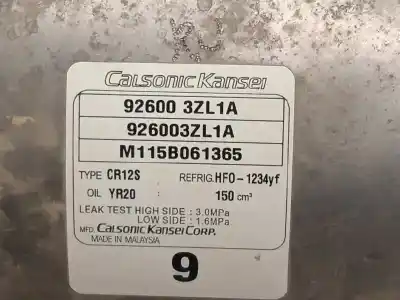 Calsonic Kansei
92600 3ZL1A
926003ZL1A
M115B061365
TYPE CR12S REFRIG.HFO-1234yf
OIL YR20 150 cm³
LEAK TEST HIGH SIDE : 3.0MPa
LOW SIDE : 1.6MPa
MFD. Calsonic Kansei Corp.
MADE IN MALAYSIA
9